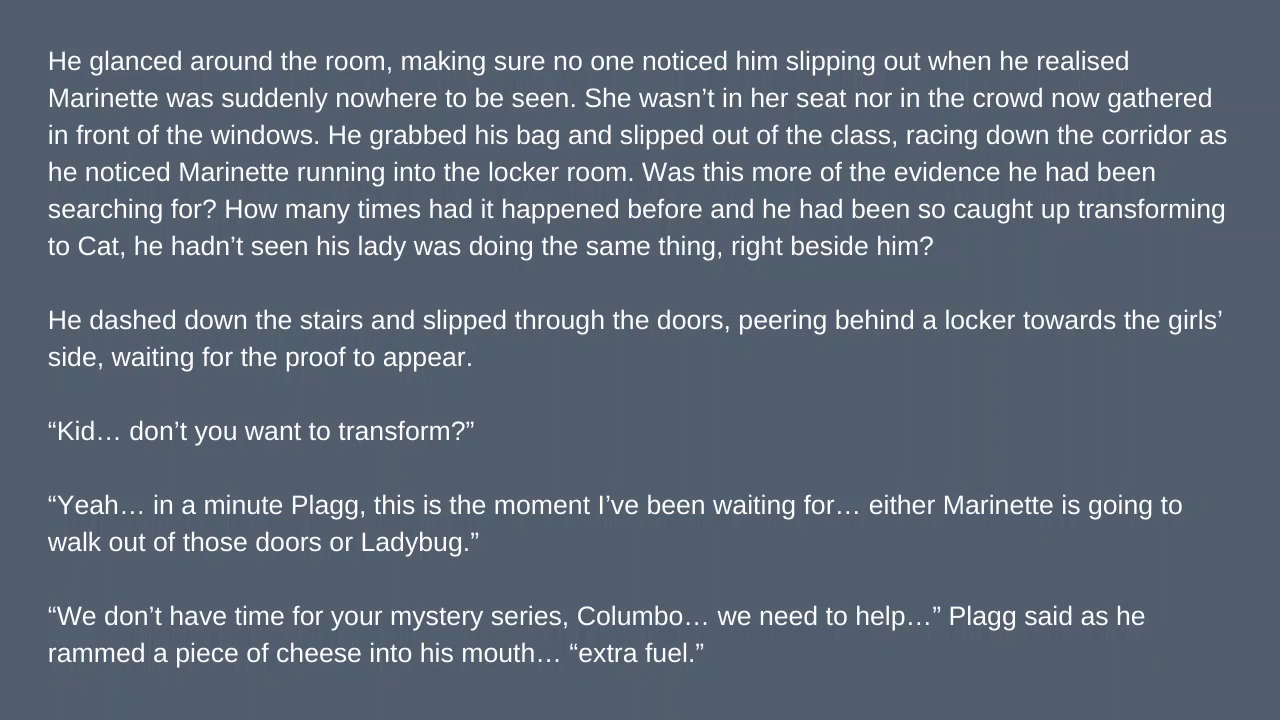 He glanced around the room, making sure no one noticed him slipping out when he realised
Marinette was suddenly nowhere to be seen. She wasn’t in her seat nor in the crowd now gathered
in front of the windows. He grabbed his bag and slipped out of the class, racing down the corridor as
he noticed Marinette running into the locker room. Was this more of the evidence he had been
searching for? How many times had it happened before and he had been so caught up transforming
to Cat, he hadn’t seen his lady was doing the same thing, right beside him?
He dashed down the stairs and slipped through the doors, peering behind a locker towards the girls’
side, waiting for the proof to appear.
“Kid… don’t you want to transform?”
“Yeah… in a minute Plagg, this is the moment I’ve been waiting for… either Marinette is going to
walk out of those doors or Ladybug.”
“We don’t have time for your mystery series, Columbo… we need to help…” Plagg said as he
rammed a piece of cheese into his mouth… “extra fuel.”